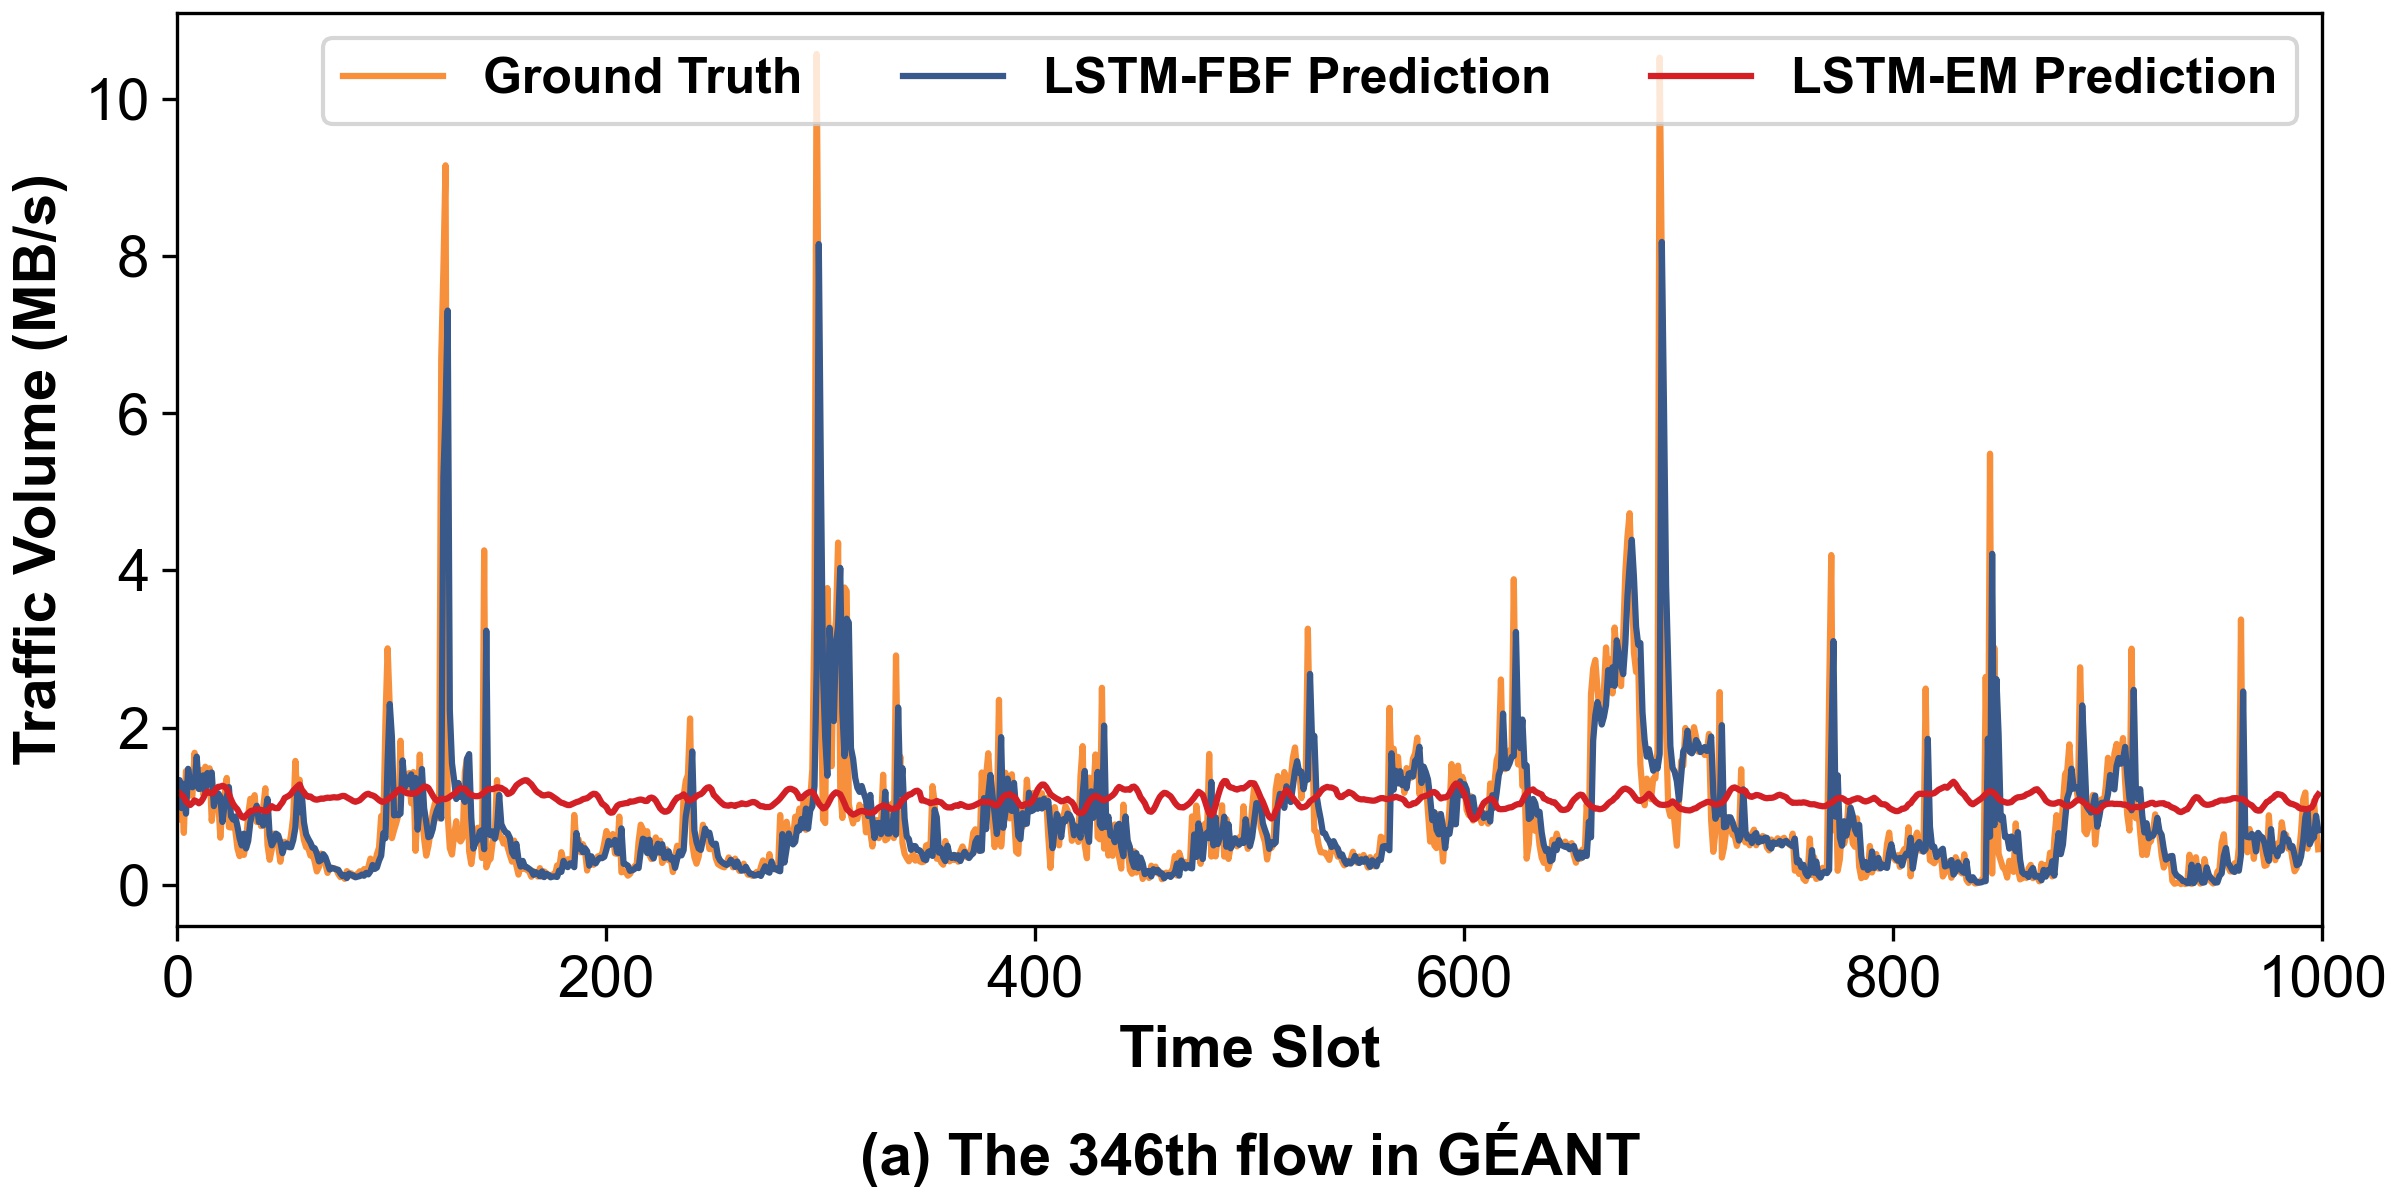 Ground Truth LSTM-FBF Prediction LSTM-EM Prediction
10
8
6
4
2
0
Traffic Volume (MB/s)
0 200 400 600 800 1000
Time Slot
(a) The 346th flow in GÉANT